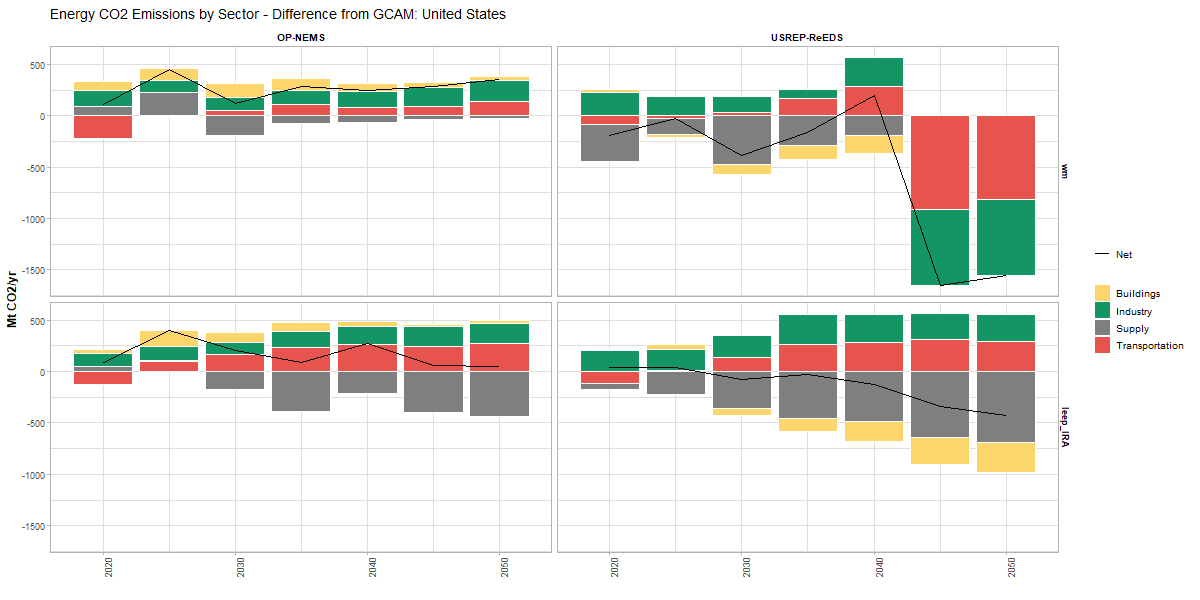 Energy CO2 Emissions by Sector - Difference from GCAM: United States
OP-NEMS
USREP-ReEDS
500
0
-500
-1000
-1500
wm
500
0
-500
-1000
-1500
leep_IRA
Mt CO2/yr
2020
2030
2040
2050
2020
2030
2040
2050
Net
Buildings
Industry
Supply
Transportation